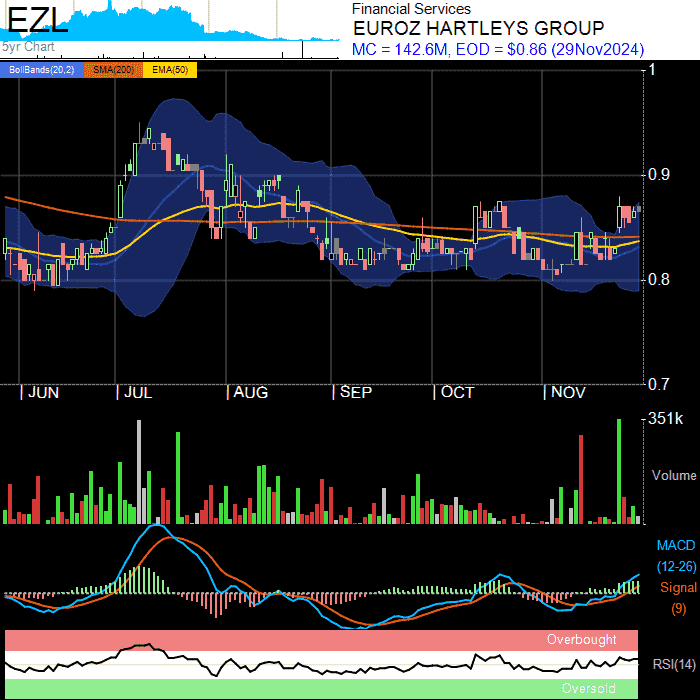 EZL
5yr Chart
Financial Services
EUROZ HARTLEYS GROUP
MC = 142.6M, EOD = $0.86 (29Nov2024)
BollBands(20,2) SMA(200) EMA(50)
1
0.9
0.8
0.7
JUN JUL AUG SEP OCT NOV
351k
Volume
MACD
(12-26)
Signal
(9)
Overbought
RSI(14)
Oversold